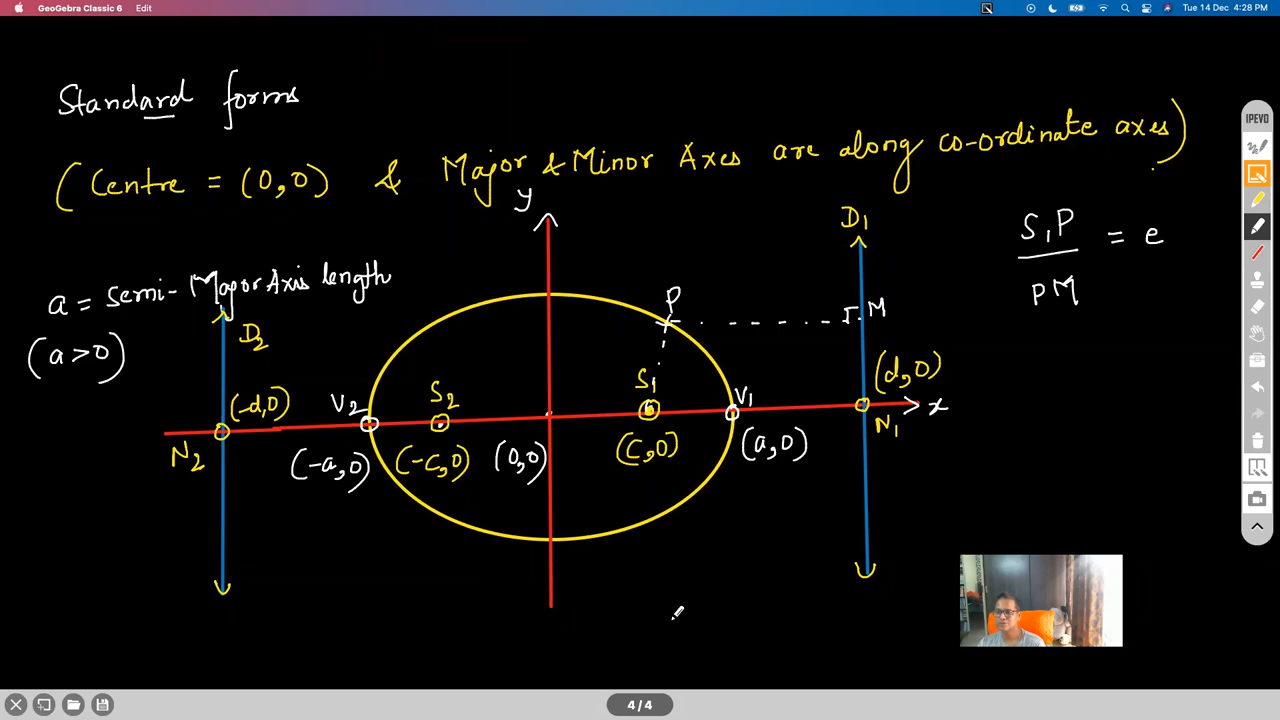 GeoGebra Classic 6 Edit Tue 14 Dec 4:28 PM
Standard forms
(Centre = (0,0) & Major & Minor Axes are along co-ordinate axes)
IPEVO
y
D1
S1P
PM
= e
a = Semi-Major Axis length
(a>0)
D2
P
M
(-d,0)
V2
S2
S1
V1
(d,0)
x
N2
(-a,0)
(-c,0)
(0,0)
(c,0)
(a,0)
N1
4/4